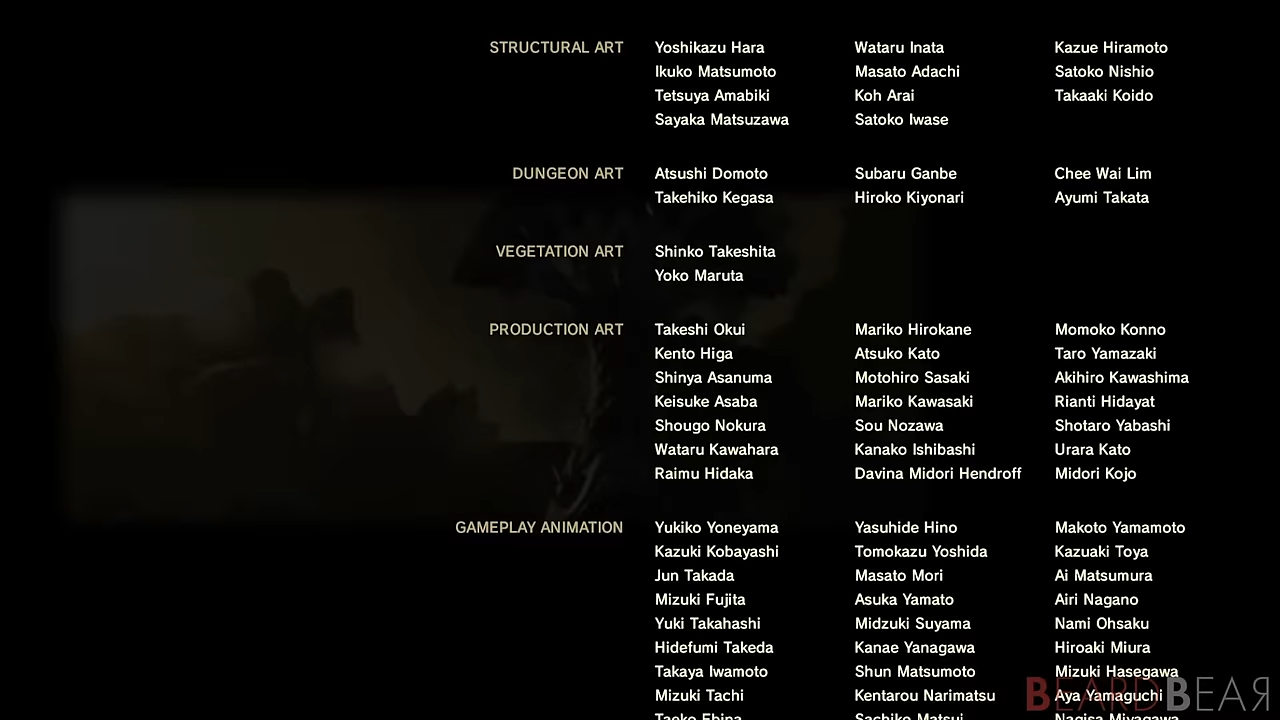 STRUCTURAL ART Yoshikazu Hara Wataru Inata Kazue Hiramoto
Ikuko Matsumoto Masato Adachi Satoko Nishio
Tetsuya Amabiki Koh Arai Takaaki Koido
Sayaka Matsuzawa Satoko Iwase
DUNGEON ART Atsushi Domoto Subaru Ganbe Chee Wai Lim
Takehiko Kegasa Hiroko Kiyonari Ayumi Takata
VEGETATION ART Shinko Takeshita
Yoko Maruta
PRODUCTION ART Takeshi Okui Mariko Hirokane Momoko Konno
Kento Higa Atsuko Kato Taro Yamazaki
Shinya Asanuma Motohiro Sasaki Akihiro Kawashima
Keisuke Asaba Mariko Kawasaki Rianti Hidayat
Shougo Nokura Sou Nozawa Shotaro Yabashi
Wataru Kawahara Kanako Ishibashi Urara Kato
Raimu Hidaka Davina Midori Hendroff Midori Kojo
GAMEPLAY ANIMATION Yukiko Yoneyama Yasuhide Hino Makoto Yamamoto
Kazuki Kobayashi Tomokazu Yoshida Kazuaki Toya
Jun Takada Masato Mori Ai Matsumura
Mizuki Fujita Asuka Yamato Airi Nagano
Yuki Takahashi Midzuki Suyama Nami Ohsaku
Hidefumi Takeda Kanae Yanagawa Hiroaki Miura
Takaya Iwamoto Shun Matsumoto Mizuki Hasegawa
Mizuki Tachi Kentarou Narimatsu Aya Yamaguchi
BEARDBEAR
Sachiko Matsui